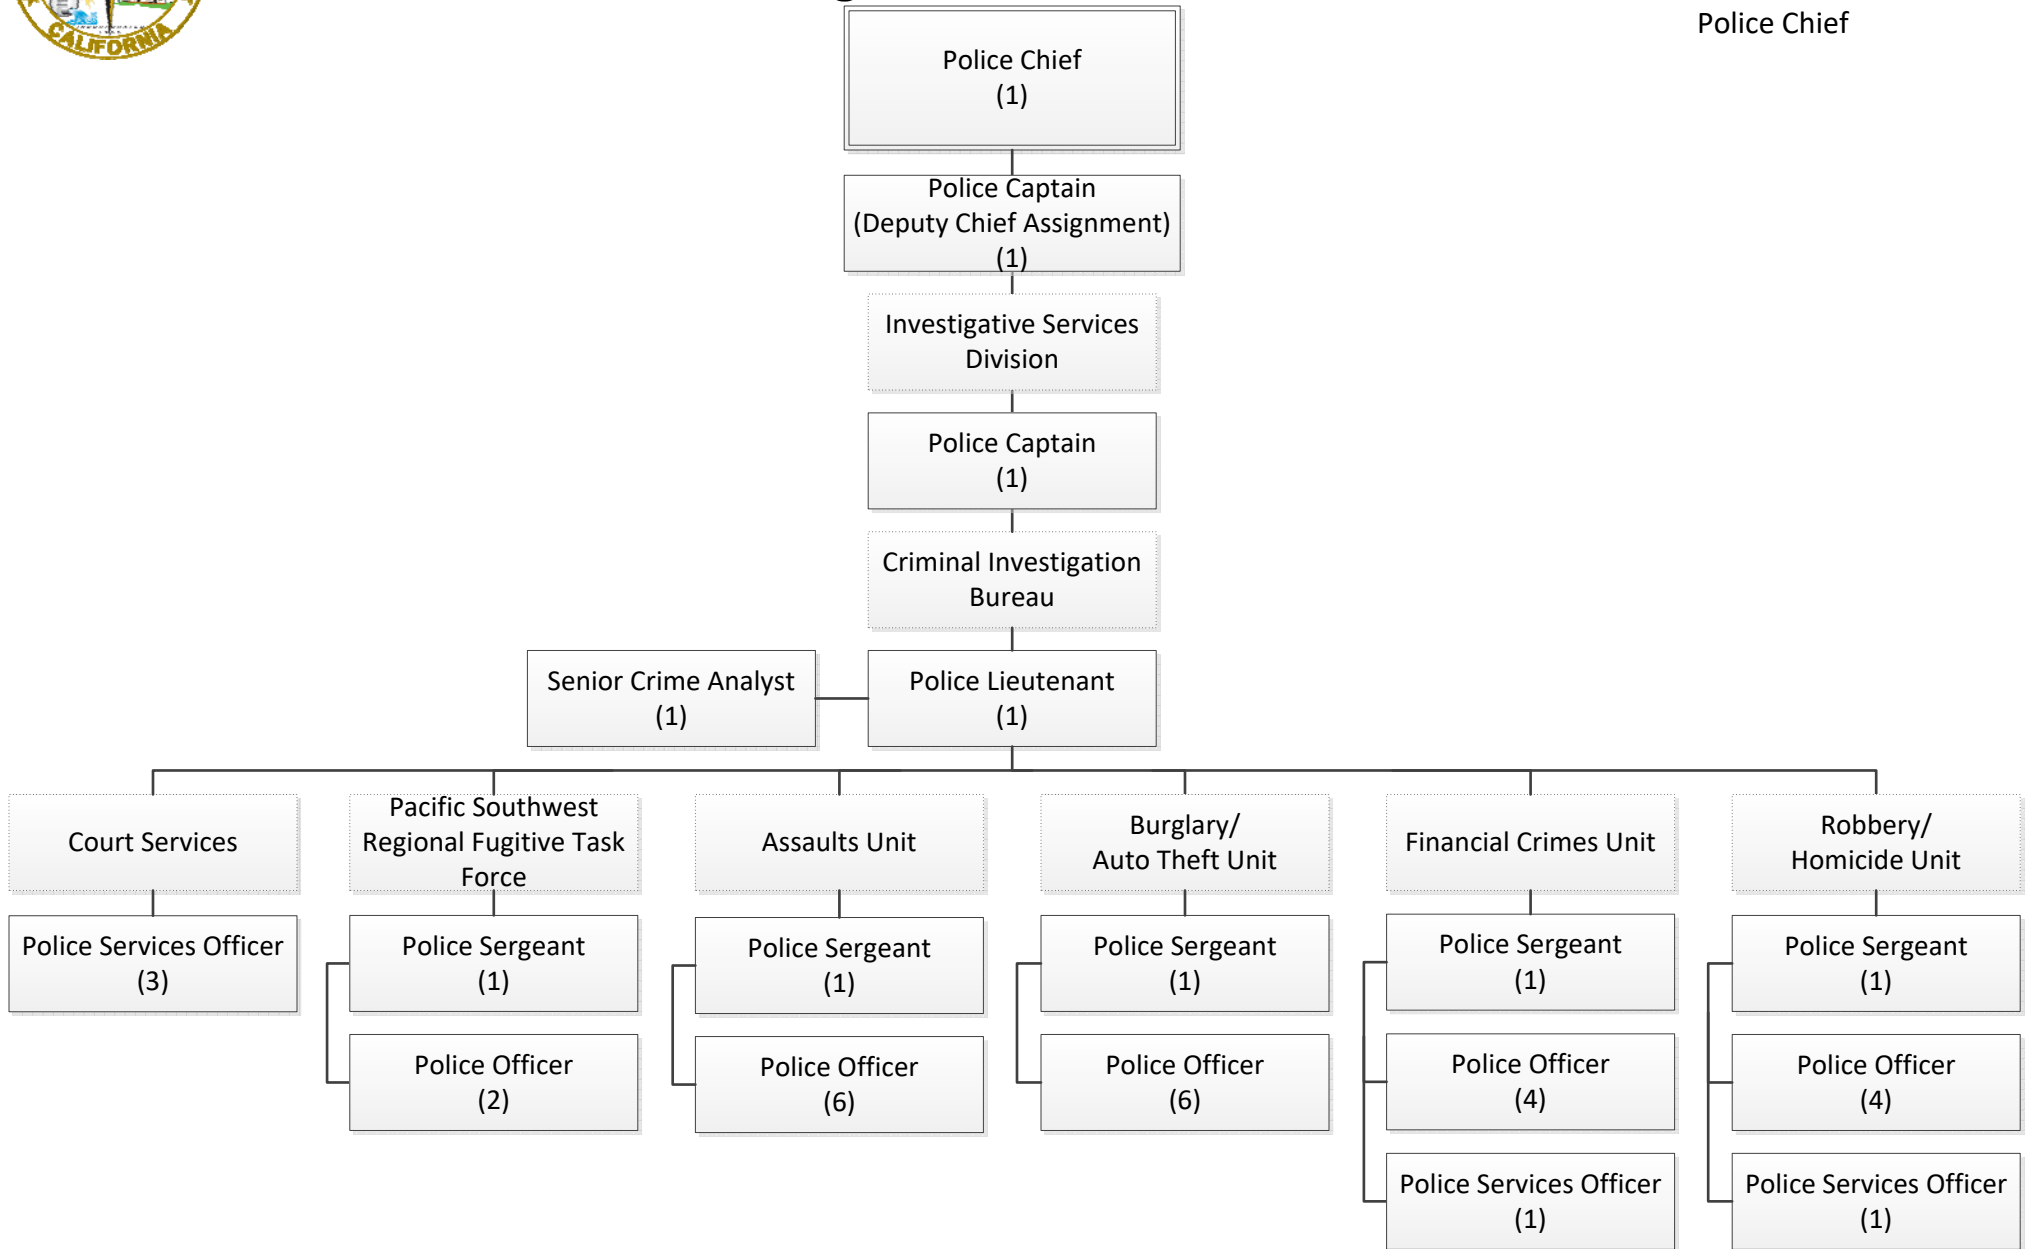 CALIFORNIA
Police Chief
Police Chief
(1)
Police Captain
(Deputy Chief Assignment)
(1)
Investigative Services
Division
Police Captain
(1)
Criminal Investigation
Bureau
Senior Crime Analyst
(1)
Police Lieutenant
(1)
Court Services
Police Services Officer
(3)
Pacific Southwest
Regional Fugitive Task
Force
Police Sergeant
(1)
Police Officer
(2)
Assaults Unit
Police Sergeant
(1)
Police Officer
(6)
Burglary/
Auto Theft Unit
Police Sergeant
(1)
Police Officer
(6)
Financial Crimes Unit
Police Sergeant
(1)
Police Officer
(4)
Police Services Officer
(1)
Robbery/
Homicide Unit
Police Sergeant
(1)
Police Officer
(4)
Police Services Officer
(1)